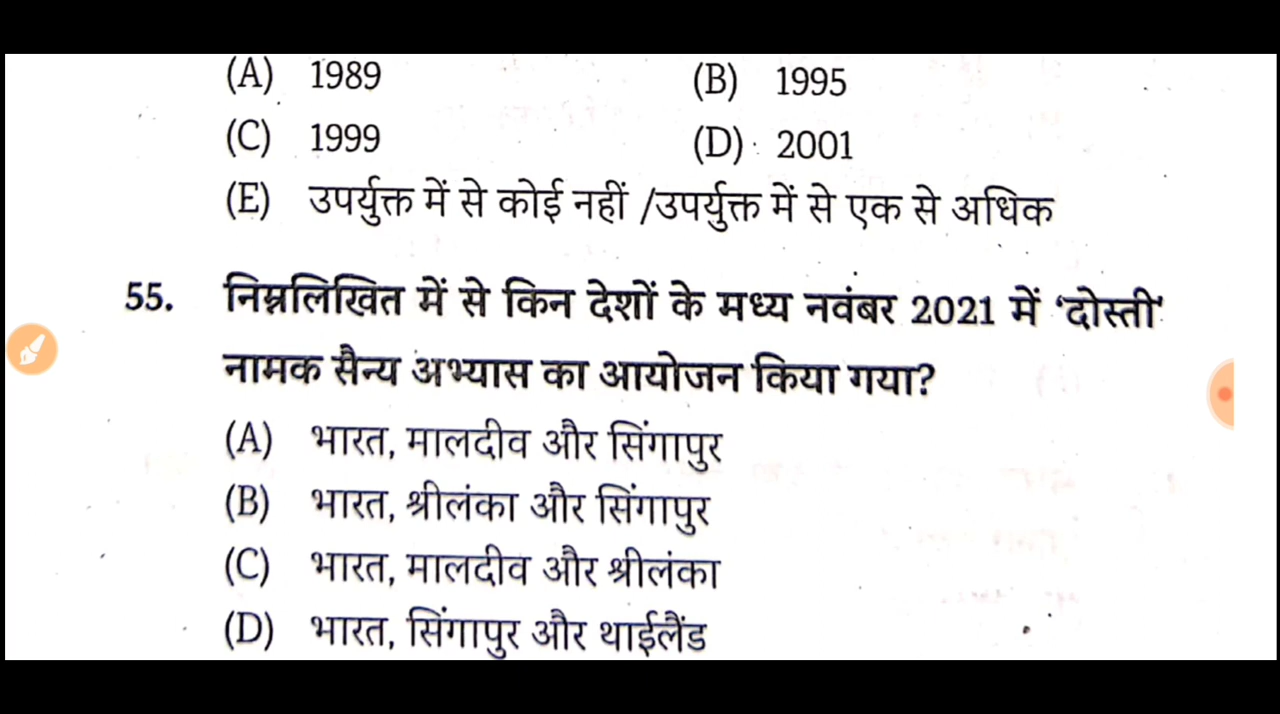 (A) 1989 (B) 1995
(C) 1999 (D) 2001
(E) उपर्युक्त में से कोई नहीं /उपर्युक्त में से एक से अधिक
55. निम्नलिखित में से किन देशों के मध्य नवंबर 2021 में ‘दोस्ती’
नामक सैन्य अभ्यास का आयोजन किया गया?
(A) भारत, मालदीव और सिंगापुर
(B) भारत, श्रीलंका और सिंगापुर
(C) भारत, मालदीव और श्रीलंका
(D) भारत, सिंगापुर और थाईलैंड